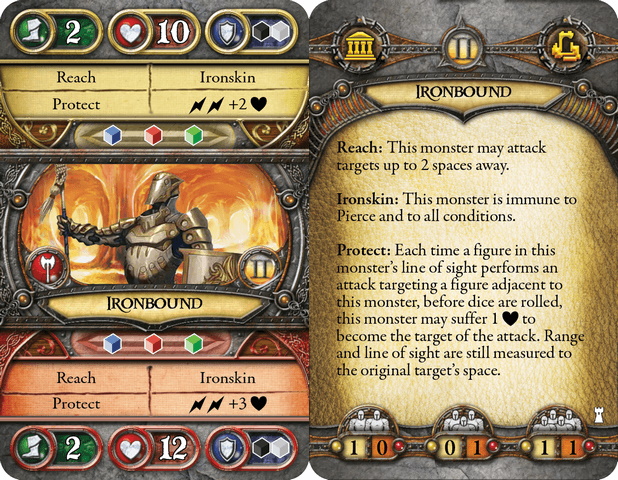 2 10
Reach Ironskin
Protect +2
IRONBOUND
II
Reach Ironskin
Protect +3
2 12
II
IRONBOUND
Reach: This monster may attack
targets up to 2 spaces away.
Ironskin: This monster is immune to
Pierce and to all conditions.
Protect: Each time a figure in this
monster's line of sight performs an
attack targeting a figure adjacent to
this monster, before dice are rolled,
this monster may suffer 1 to
become the target of the attack. Range
and line of sight are still measured to
the original target's space.
1 0 0 1 1 1